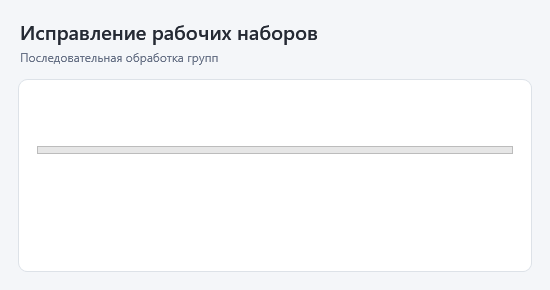 Исправление рабочих наборов
Последовательная обработка групп